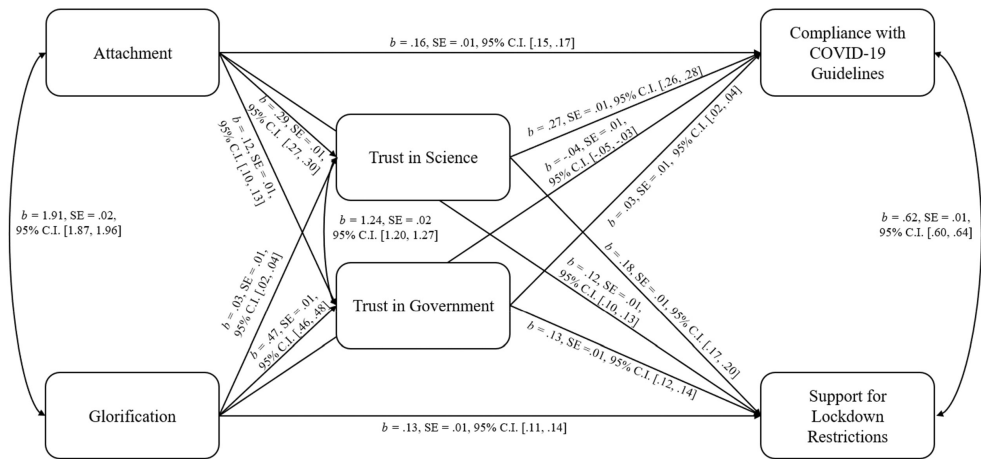 Attachment
Compliance with
COVID-19
Guidelines
b = .16, SE = .01, 95% C.I. [.15, .17]
b = .29, SE = .01,
95% C.I. [.27, .30]
b = .12, SE = .01,
95% C.I. [.10, .13]
b = .27, SE = .01, 95% C.I. [.26, .28]
b = -.04, SE = .01,
95% C.I. [-.05, -.03]
b = .03, SE = .01, 95% C.I. [.02, .04]
Trust in Science
b = 1.91, SE = .02,
95% C.I. [1.87, 1.96]
b = 1.24, SE = .02
95% C.I. [1.20, 1.27]
b = .62, SE = .01,
95% C.I. [.60, .64]
b = .03, SE = .01,
95% C.I. [.02, .04]
b = .47, SE = .01,
95% C.I. [.46, .48]
Trust in Government
b = .12, SE = .01,
95% C.I. [.10, .13]
b = .18, SE = .01, 95% C.I. [.17, .20]
b = .13, SE =.01, 95% C.I. [.12, .14]
Glorification
b = .13, SE = .01, 95% C.I. [.11, .14]
Support for
Lockdown
Restrictions